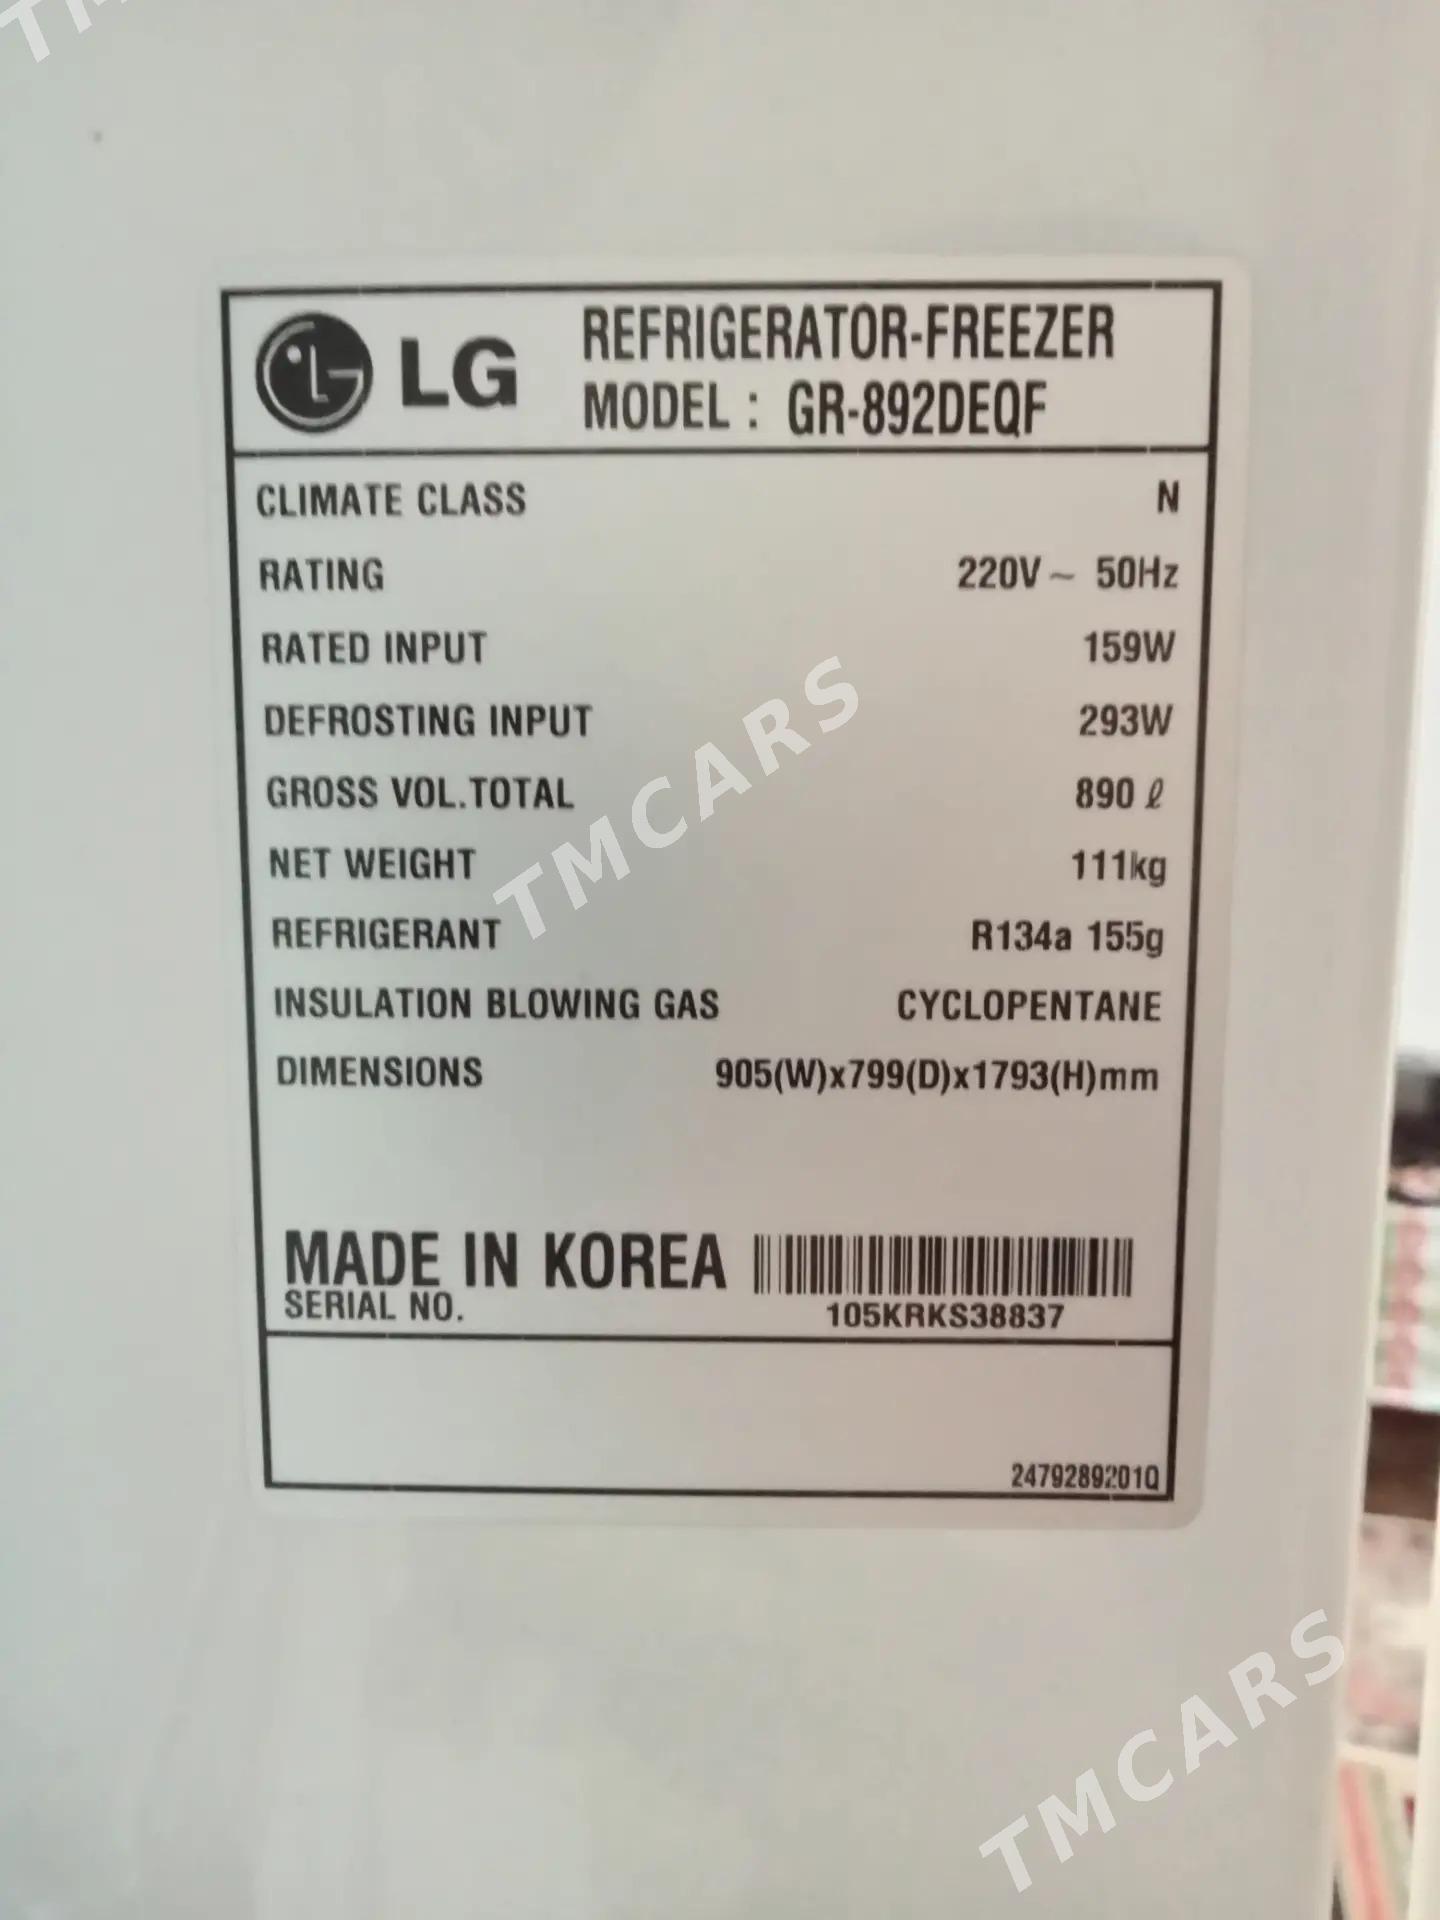 TMCARS
LG
REFRIGERATOR-FREEZER
MODEL : GR-892DEQF
CLIMATE CLASS N
RATING 220V ~ 50Hz
RATED INPUT 159W
DEFROSTING INPUT 293W
GROSS VOL.TOTAL 890 ℓ
NET WEIGHT 111kg
REFRIGERANT R134a 155g
INSULATION BLOWING GAS CYCLOPENTANE
DIMENSIONS 905(W)x799(D)x1793(H)mm
MADE IN KOREA
SERIAL NO. 105KRKS38837
2479289201Q
TMCARS